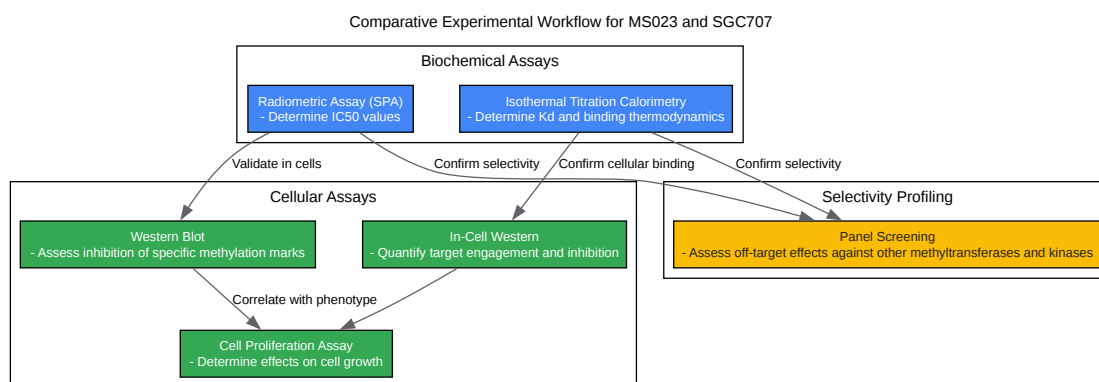 Comparative Experimental Workflow for MS023 and SGC707
Biochemical Assays
Radiometric Assay (SPA)
- Determine IC50 values
Isothermal Titration Calorimetry
- Determine Kd and binding thermodynamics
Validate in cells
Confirm selectivity
Confirm cellular binding
Confirm selectivity
Cellular Assays
Selectivity Profiling
Western Blot
- Assess inhibition of specific methylation marks
In-Cell Western
- Quantify target engagement and inhibition
Panel Screening
- Assess off-target effects against other methyltransferases and kinases
Correlate with phenotype
Cell Proliferation Assay
- Determine effects on cell growth